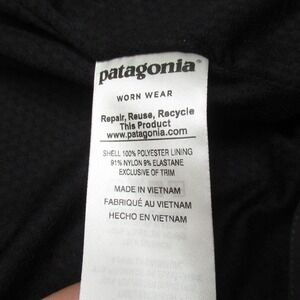 patagonia®
WORN WEAR
Repair, Reuse, Recycle
This Product
www.patagonia.com
SHELL 100% POLYESTER LINING
91% NYLON 9% ELASTANE
EXCLUSIVE OF TRIM
MADE IN VIETNAM
FABRIQUÉ AU VIETNAM
HECHO EN VIETNAM